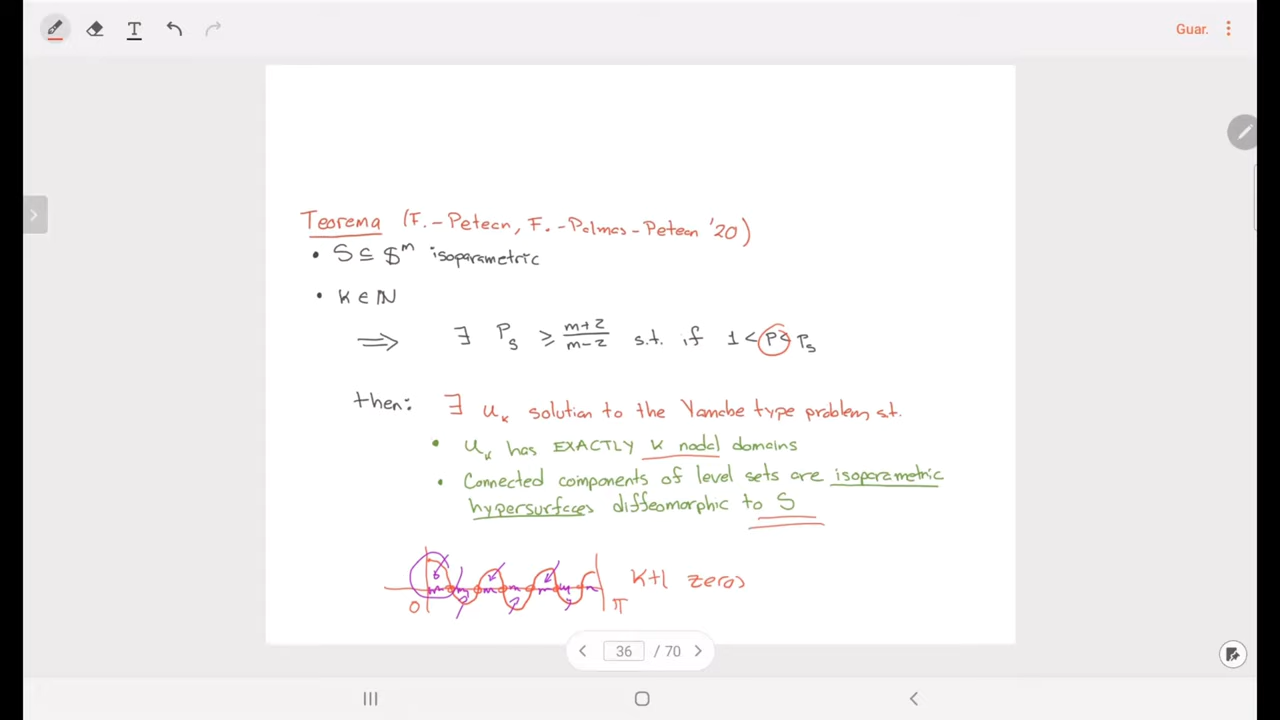 T
Guar.
Teorema (F.-Petean, F.-Palmas-Petean '20)
• S ⊆ $^m isoparametric
• K ∈ ℕ
⟹ ∃ P_s ≥ m+2/m-2 s.t. if 1 < P < P_s
then: ∃ u_k solution to the Yamabe type problem st.
• u_k has EXACTLY K nodal domains
• Connected components of level sets are isoparametric
hypersurfaces diffeomorphic to S
K+1 zeros
0 π
36 / 70